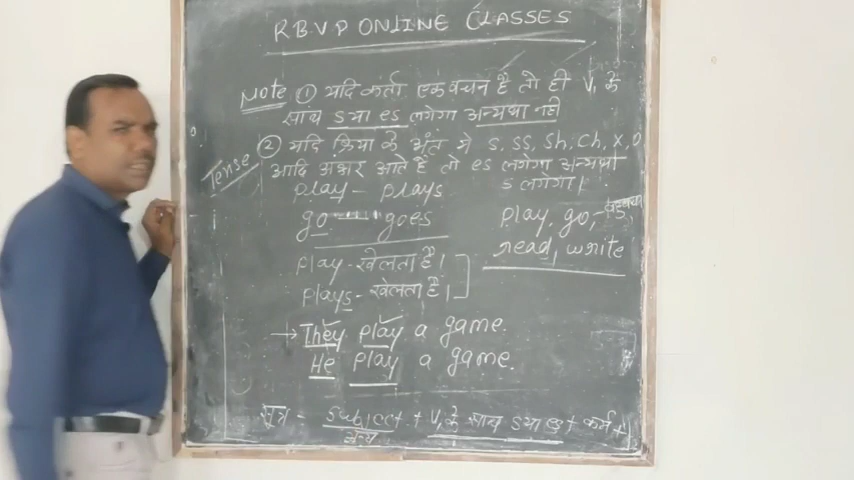 R.B.V.P ONLINE CLASSES
Note ① यदि कर्ता एकवचन है तो ही V₁ के
साथ s या es लगेगा अन्यथा नहीं
② यदि क्रिया के अंत मे s, ss, sh, ch, x, o
Tense
आदि अक्षर आते है तो es लगेगा अन्यथा
s लगेगा।
play - plays
go goes
play, go,
read, write
play - खेलता है।
plays - खेलता है।
→ They play a game.
He play a game.
सूत्र - Subject + V₁ के साथ s या es + कर्म +